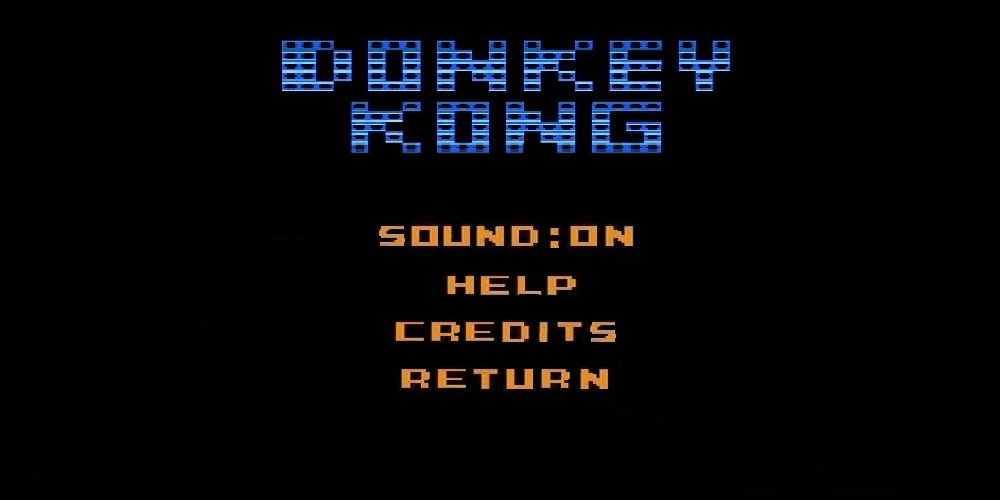 DONKEY
KONG
SOUND:ON
HELP
CREDITS
RETURN